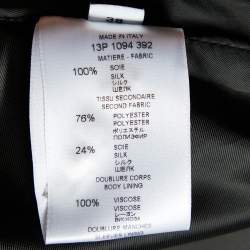 38
MADE IN ITALY
13P 1094 392
MATIERE - FABRIC
100% SOIE
SILK
シルク
ШЕЛК
TISSU SECONDAIRE
SECOND FABRIC
76% POLYESTER
POLYESTER
ポリエステル
ПОЛИЭФИР
24% SOIE
SILK
シルク
ШЕЛК
DOUBLURE CORPS
BODY LINING
100% VISCOSE
VISCOSE
レーヨン
ВИСКОЗА
DOUBLURE MANCHES
SLEEVES LINING